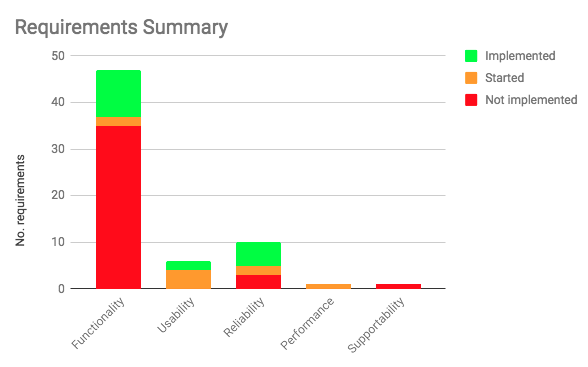 Requirements Summary
50
40
30
20
10
0
No. requirements
Functionality
Usability
Reliability
Performance
Supportability
Implemented
Started
Not implemented